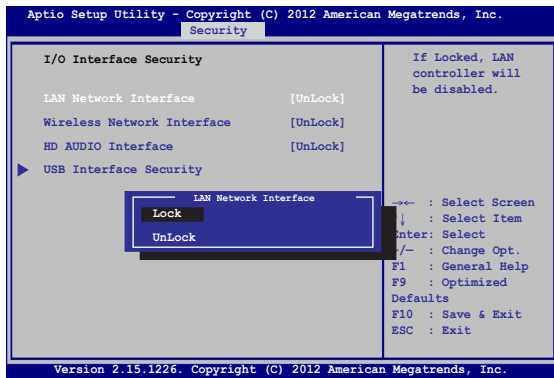 Aptio Setup Utility - Copyright (C) 2012 American Megatrends, Inc.
Security
I/O Interface Security
LAN Network Interface [UnLock]
Wireless Network Interface [UnLock]
HD AUDIO Interface [UnLock]
USB Interface Security
If Locked, LAN
controller will
be disabled.
LAN Network Interface
Lock
UnLock
→← : Select Screen
↑↓ : Select Item
Enter: Select
+/— : Change Opt.
F1 : General Help
F9 : Optimized
Defaults
F10 : Save & Exit
ESC : Exit
Version 2.15.1226. Copyright (C) 2012 American Megatrends, Inc.